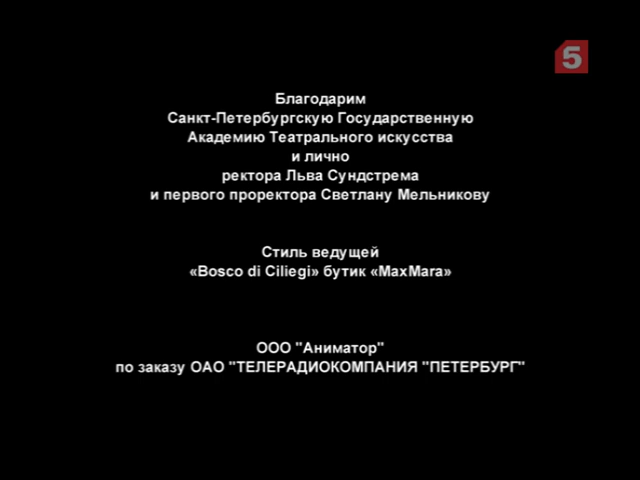 5
Благодарим
Санкт-Петербургскую Государственную
Академию Театрального искусства
и лично
ректора Льва Сундстрема
и первого проректора Светлану Мельникову
Стиль ведущей
«Bosco di Ciliegi» бутик «MaxMara»
ООО "Аниматор"
по заказу ОАО "ТЕЛЕРАДИОКОМПАНИЯ "ПЕТЕРБУРГ"